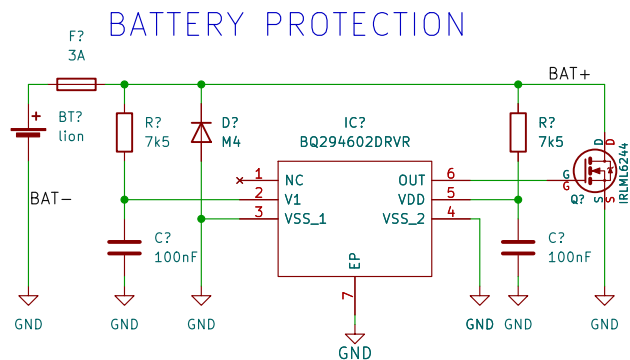 BATTERY PROTECTION
F?
3A
BAT+
BT?
lion
R?
7k5
D?
M4
IC?
BQ294602DRVR
R?
7k5
D
D
IRLML6244
G
G
Q?
S
S
1
NC
OUT
6
2
V1
VDD
5
3
VSS_1
VSS_2
4
BAT-
C?
100nF
EP
7
C?
100nF
GND
GND
GND
GND
GND
GND
GND